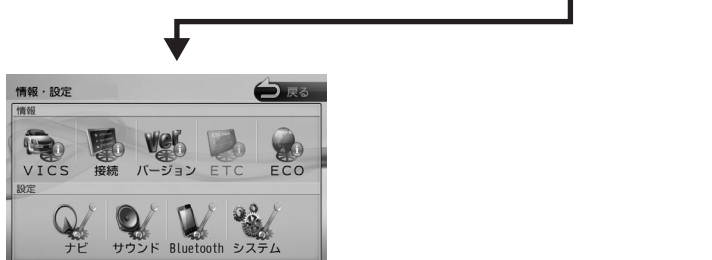 情報・設定
戻る
情報
Ver
VICS 接続 バージョン ETC ECO
設定
ナビ サウンド Bluetooth システム